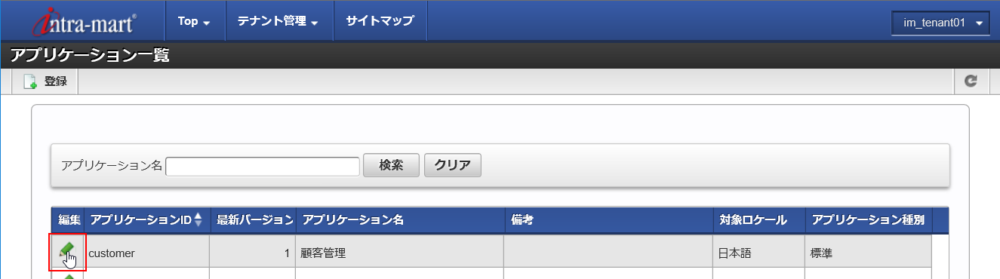 intra-mart® Top テナント管理 サイトマップ im_tenant01
アプリケーション一覧
登録
アプリケーション名 検索 クリア
編集 アプリケーションID 最新バージョン アプリケーション名 備考 対象ロケール アプリケーション種別
customer 1 顧客管理 日本語 標準